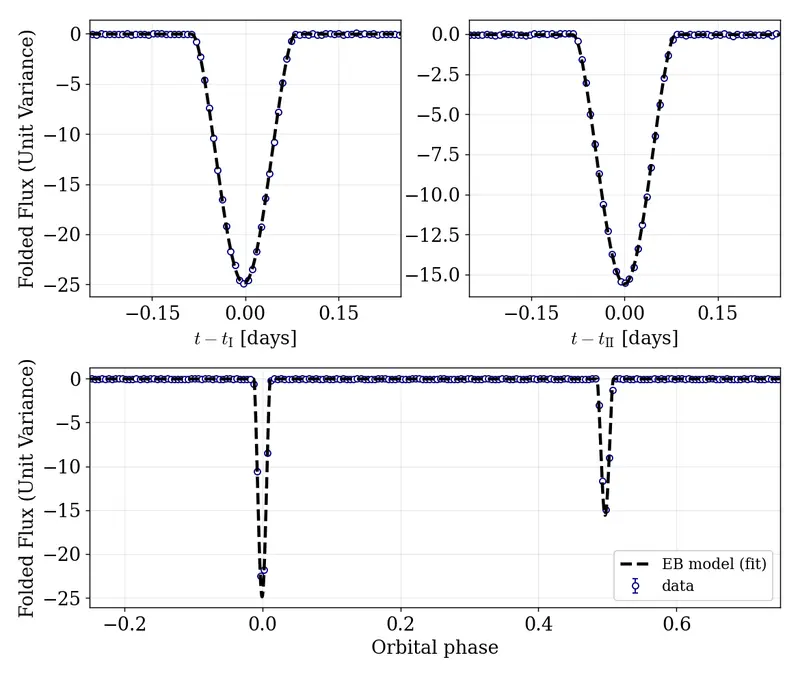 Folded Flux (Unit Variance)
0
−5
−10
−15
−20
−25
−0.15 0.00 0.15
t − tI [days]
0
−2.5
−5.0
−7.5
−10.0
−12.5
−15.0
−0.15 0.00 0.15
t − tII [days]
Folded Flux (Unit Variance)
0
−5
−10
−15
−20
−25
−0.2 0.0 0.2 0.4 0.6
Orbital phase
EB model (fit)
data